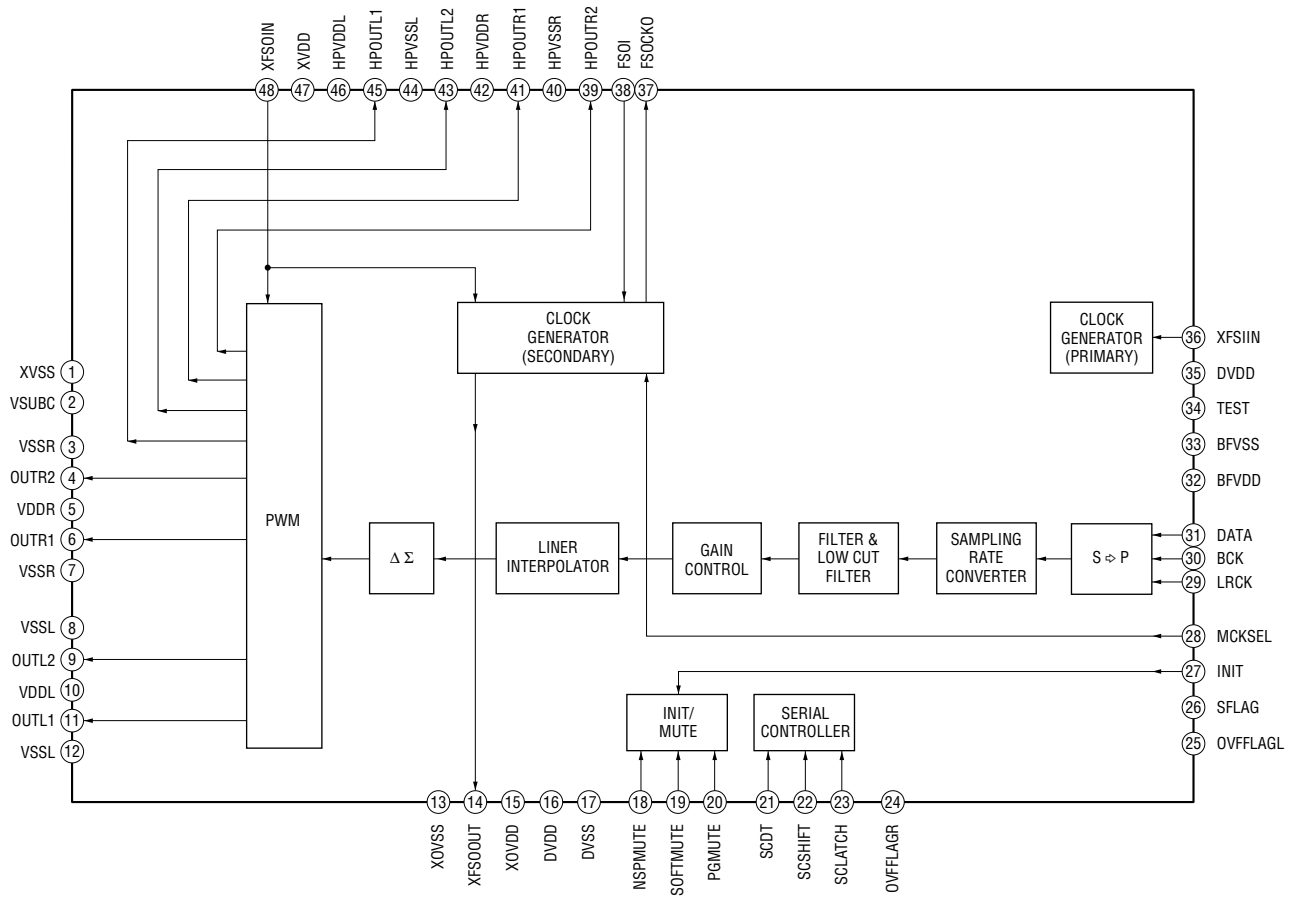 XFSOIN
XVDD
HPVDDL
HPOUTL1
HPVSSL
HPOUTL2
HPVDDR
HPOUTR1
HPVSSR
HPOUTR2
FSOI
FSOCKO
48
47
46
45
44
43
42
41
40
39
38
37
XVSS 1
VSUBC 2
VSSR 3
OUTR2 4
VDDR 5
OUTR1 6
VSSR 7
VSSL 8
OUTL2 9
VDDL 10
OUTL1 11
VSSL 12
PWM
CLOCK
GENERATOR
(SECONDARY)
CLOCK
GENERATOR
(PRIMARY)
Δ Σ
LINER
INTERPOLATOR
GAIN
CONTROL
FILTER &
LOW CUT
FILTER
SAMPLING
RATE
CONVERTER
S ⇨ P
INIT/
MUTE
SERIAL
CONTROLLER
36 XFSIIN
35 DVDD
34 TEST
33 BFVSS
32 BFVDD
31 DATA
30 BCK
29 LRCK
28 MCKSEL
27 INIT
26 SFLAG
25 OVFFLAGL
13
14
15
16
17
18
19
20
21
22
23
24
XOVSS
XFSOOUT
XOVDD
DVDD
DVSS
NSPMUTE
SOFTMUTE
PGMUTE
SCDT
SCSHIFT
SCLATCH
OVFFLAGR